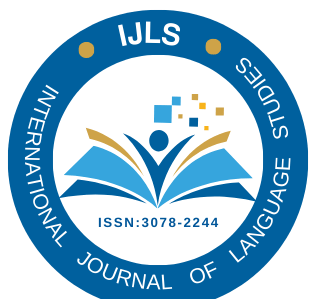 IJLS
INTERNATIONAL JOURNAL OF LANGUAGE STUDIES
ISSN:3078-2244